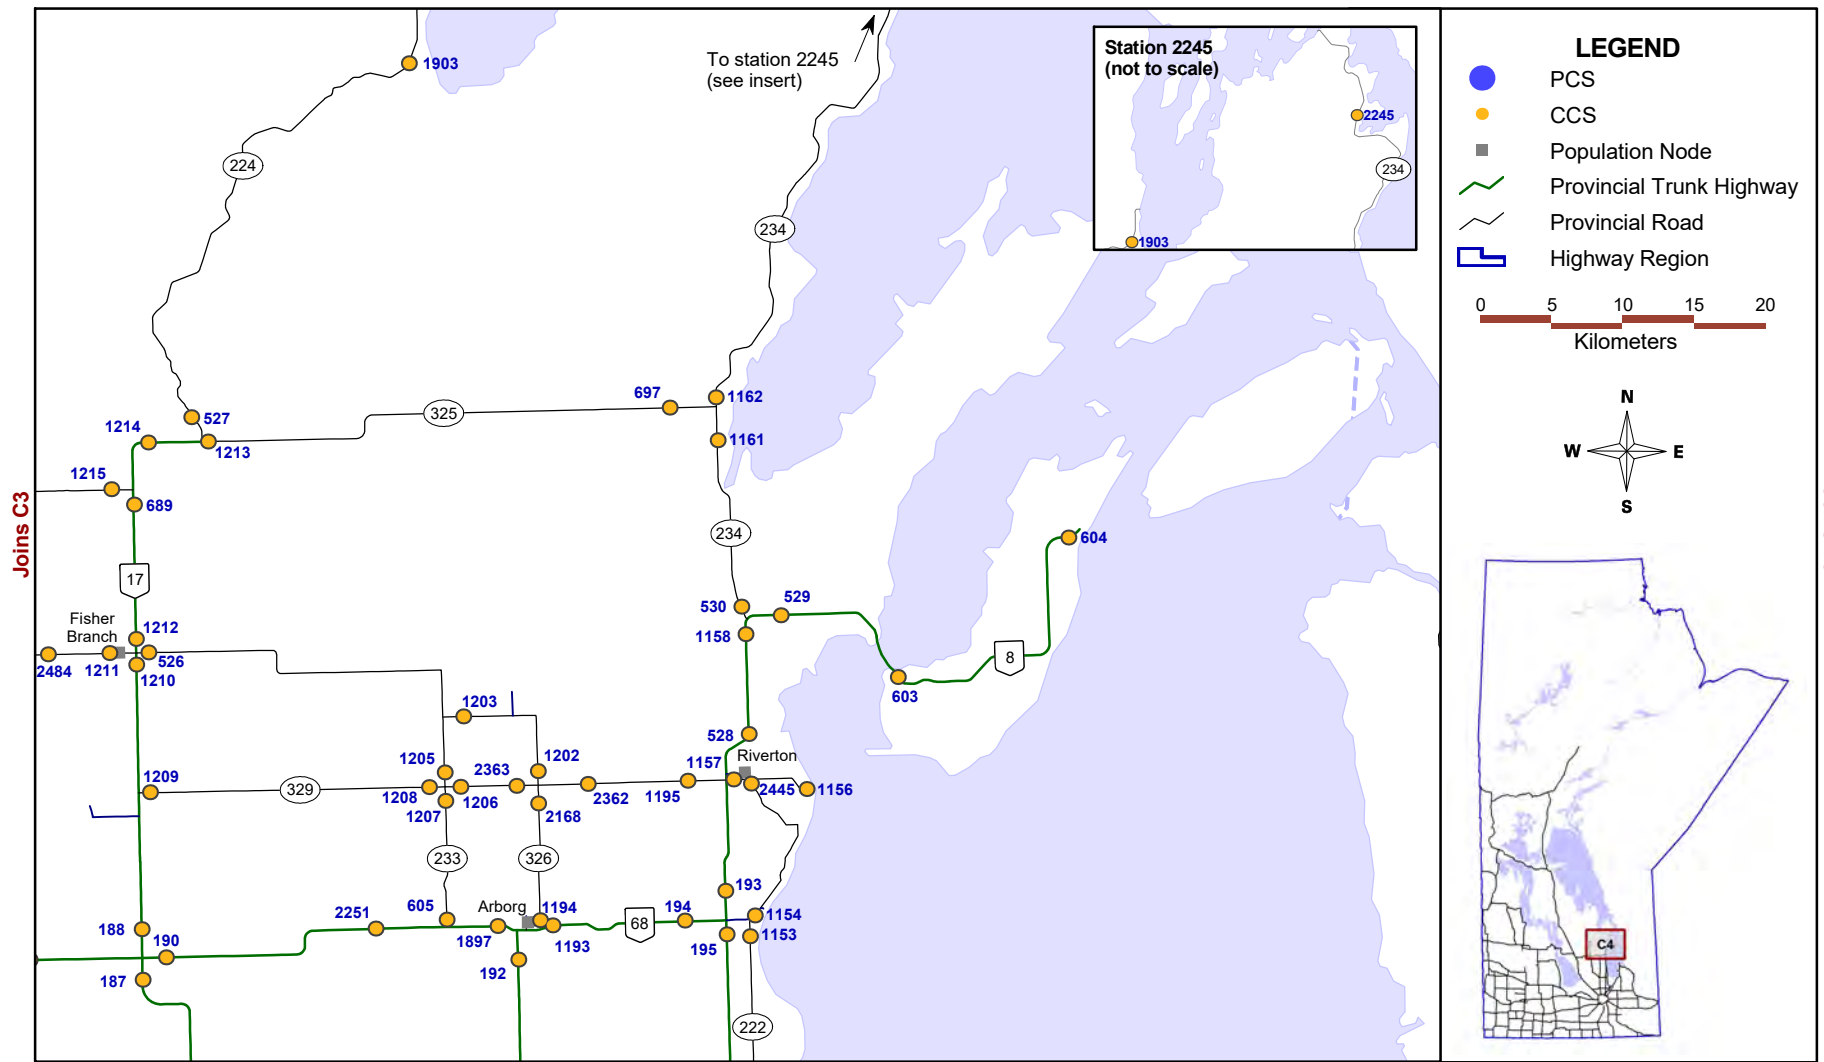 1903
To station 2245
(see insert)
Station 2245
(not to scale)
2245
234
1903
LEGEND
PCS
CCS
Population Node
Provincial Trunk Highway
Provincial Road
Highway Region
0 5 10 15 20
Kilometers
N
W E
S
C4
Joins C3
224
234
697
1162
325
527
1214
1213
1161
1215
689
234
17
604
Fisher
Branch
530
529
1212
1158
2484
1211
526
1210
8
603
1203
528
Riverton
1205
2363
1202
1157
1209
329
1208
1206
2362
1195
2445
1156
1207
2168
233
326
193
2251
605
Arborg
1194
194
1154
188
190
1897
1193
68
195
1153
187
192
222